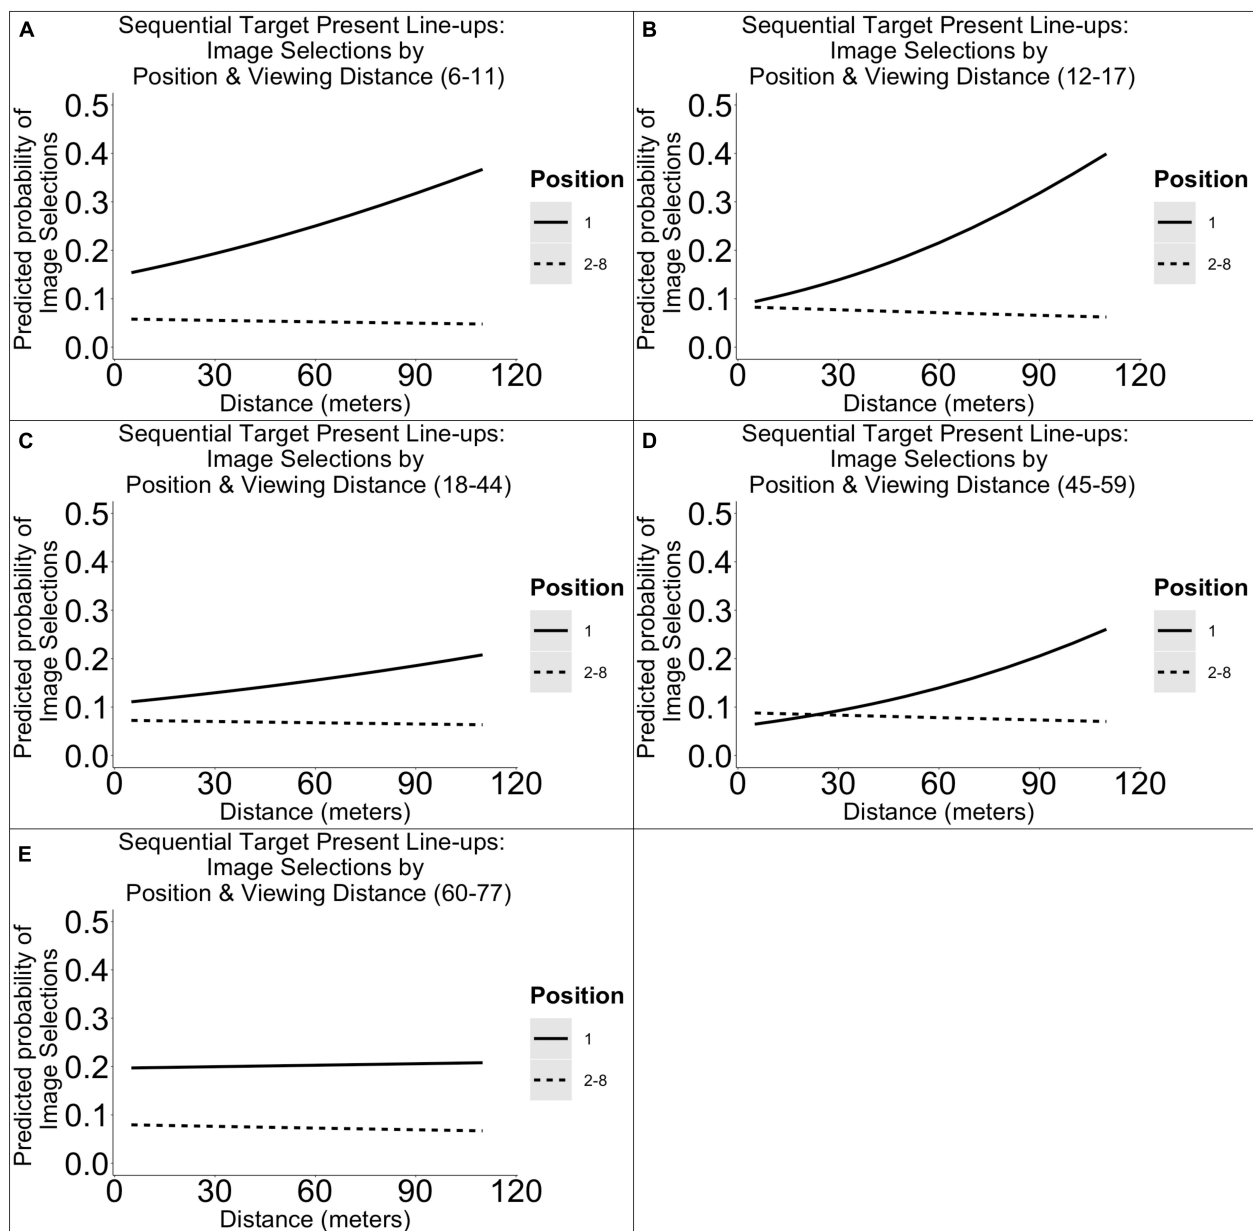 A
Sequential Target Present Line-ups:
Image Selections by
Position & Viewing Distance (6-11)
Predicted probability of
Image Selections
0.5
0.4
0.3
0.2
0.1
0.0
0 30 60 90 120
Distance (meters)
Position
1
2-8
B
Sequential Target Present Line-ups:
Image Selections by
Position & Viewing Distance (12-17)
Predicted probability of
Image Selections
0.5
0.4
0.3
0.2
0.1
0.0
0 30 60 90 120
Distance (meters)
Position
1
2-8
C
Sequential Target Present Line-ups:
Image Selections by
Position & Viewing Distance (18-44)
Predicted probability of
Image Selections
0.5
0.4
0.3
0.2
0.1
0.0
0 30 60 90 120
Distance (meters)
Position
1
2-8
D
Sequential Target Present Line-ups:
Image Selections by
Position & Viewing Distance (45-59)
Predicted probability of
Image Selections
0.5
0.4
0.3
0.2
0.1
0.0
0 30 60 90 120
Distance (meters)
Position
1
2-8
E
Sequential Target Present Line-ups:
Image Selections by
Position & Viewing Distance (60-77)
Predicted probability of
Image Selections
0.5
0.4
0.3
0.2
0.1
0.0
0 30 60 90 120
Distance (meters)
Position
1
2-8